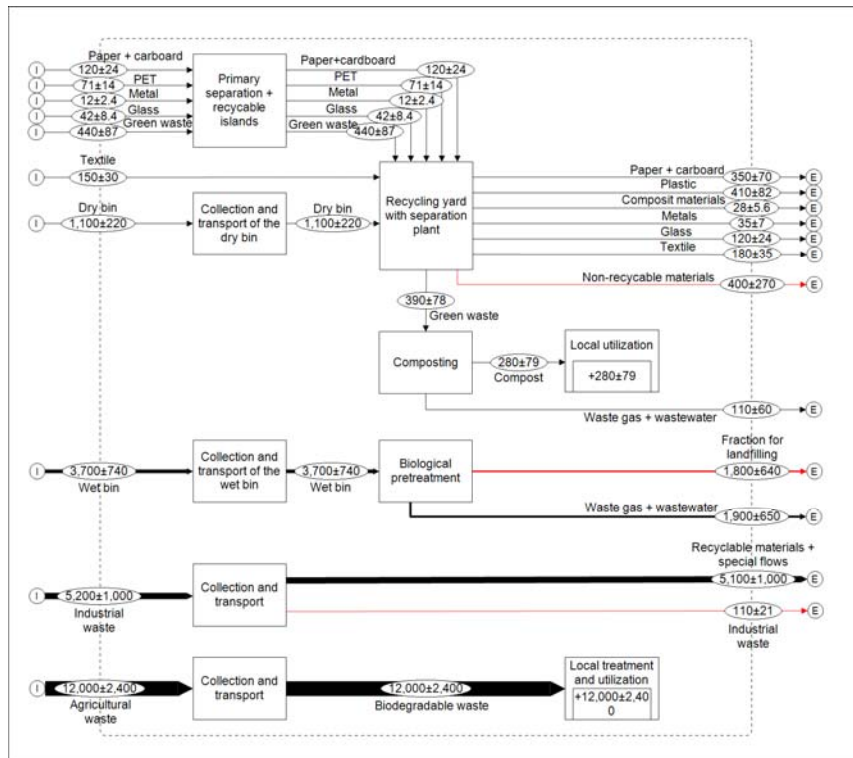 Paper + carboard
I 120±24
PET
I 71±14
Metal
I 12±2.4
Glass
I 42±8.4
Green waste
I 440±87
Primary
separation +
recycable
islands
Paper+cardboard
120±24
PET
71±14
Metal
12±2.4
Glass
42±8.4
Green waste
440±87
Textile
I 150±30
Dry bin
I 1,100±220
Collection and
transport of the
dry bin
Dry bin
1,100±220
Recycling yard
with separation
plant
Paper + carboard
350±70 E
Plastic
410±82 E
Composit materials
28±5.6 E
Metals
35±7 E
Glass
120±24 E
Textile
180±35 E
Non-recycable materials
400±270 E
390±78
Green waste
Composting
280±79
Compost
Local utilization
+280±79
Waste gas + wastewater
110±60 E
I 3,700±740
Wet bin
Collection and
transport of the
wet bin
3,700±740
Wet bin
Biological
pretreatment
Fraction for
landfilling
1,800±640 E
Waste gas + wastewater
1,900±650 E
I 5,200±1,000
Industrial
waste
Collection and
transport
Recyclable materials +
special flows
5,100±1,000 E
110±21 E
Industrial
waste
I 12,000±2,400
Agricultural
waste
Collection and
transport
12,000±2,400
Biodegradable waste
Local treatment
and utilization
+12,000±2,40
0